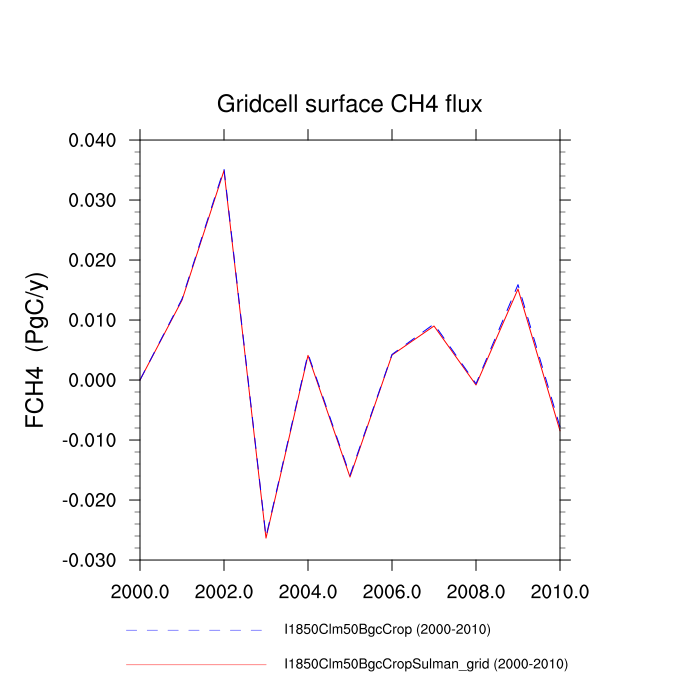 Gridcell surface CH4 flux
0.040
0.030
0.020
0.010
0.000
-0.010
-0.020
-0.030
FCH4 (PgC/y)
2000.0 2002.0 2004.0 2006.0 2008.0 2010.0
I1850Clm50BgcCrop (2000-2010)
I1850Clm50BgcCropSulman_grid (2000-2010)